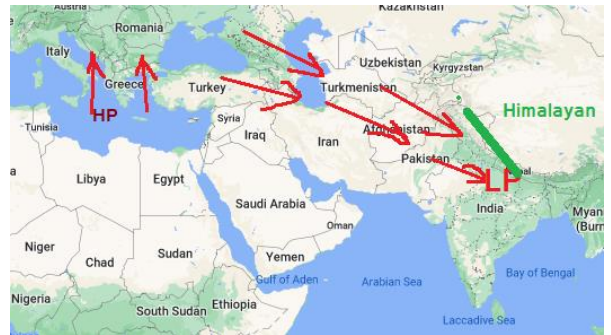 Austria
Kazakhstan
Romania
Italy
Uzbekistan
Kyrgyzstan
Greece
Turkey
Turkmenistan
HP
Himalayan
Tunisia
Syria
Afghanistan
Iraq
Iran
Pakistan
LP
Libya
Egypt
India
Saudi Arabia
Myan
(Burn
Oman
Niger
Chad
Sudan
Yemen
Arabian Sea
Bay of Bengal
Gulf of Aden
Nigeria
South Sudan
Ethiopia
Laccadive Sea